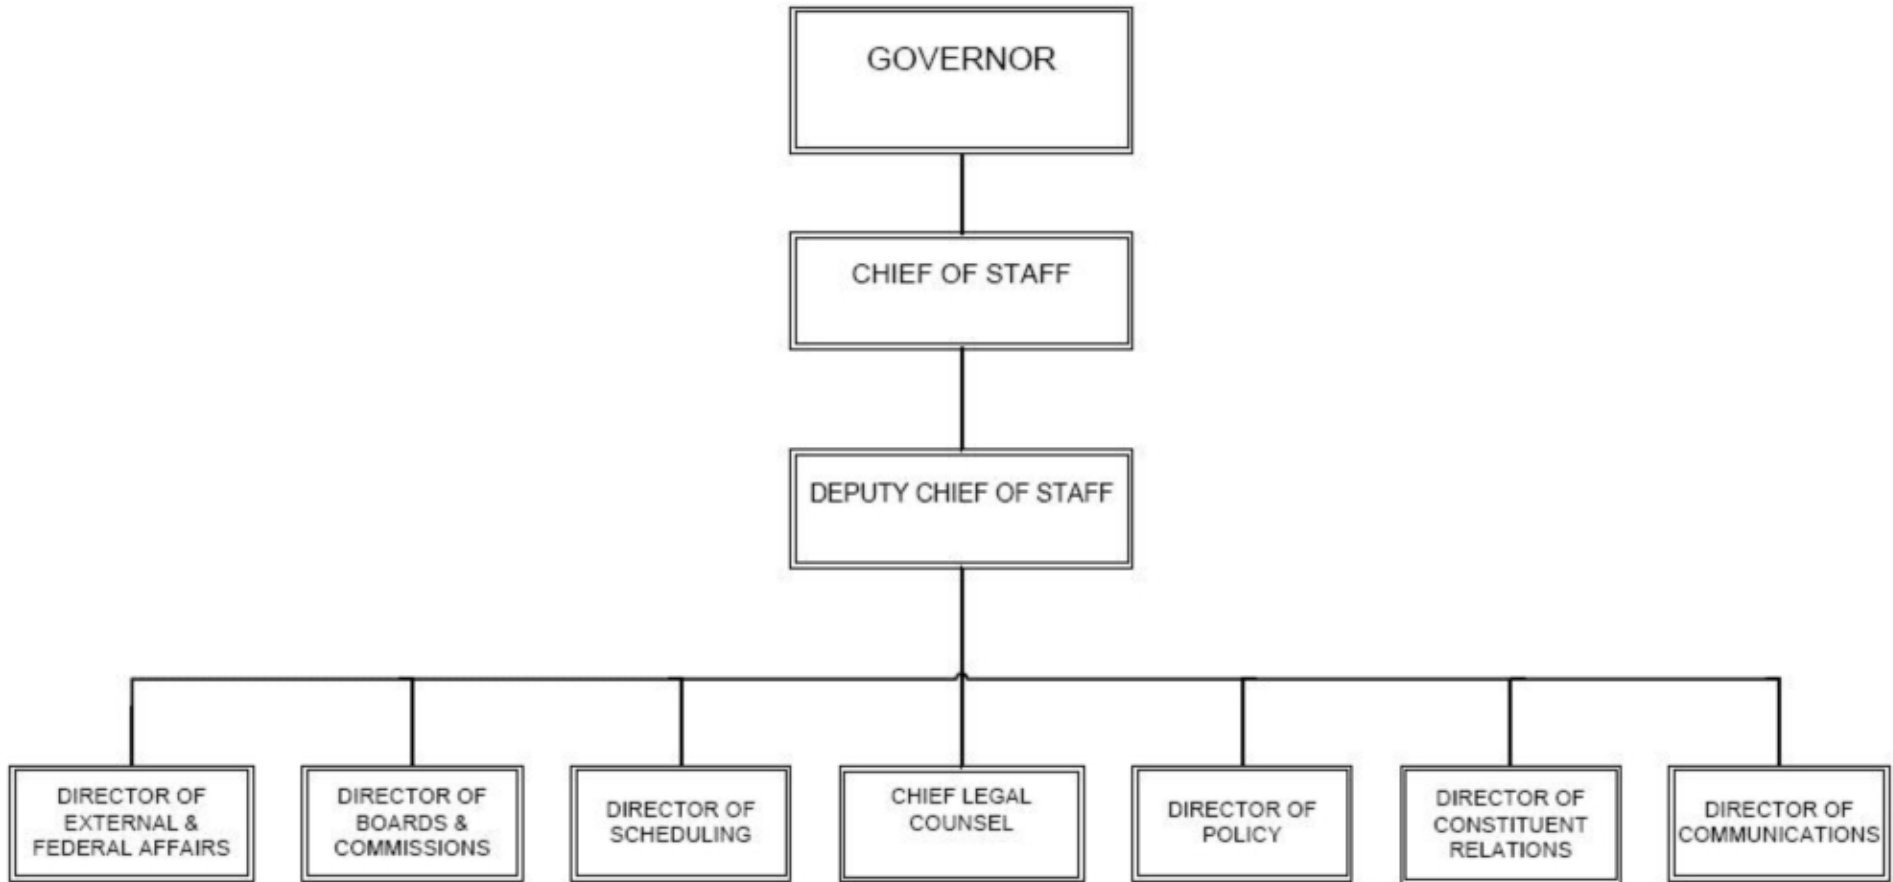 GOVERNOR
CHIEF OF STAFF
DEPUTY CHIEF OF STAFF
DIRECTOR OF
EXTERNAL &
FEDERAL AFFAIRS
DIRECTOR OF
BOARDS &
COMMISSIONS
DIRECTOR OF
SCHEDULING
CHIEF LEGAL
COUNSEL
DIRECTOR OF
POLICY
DIRECTOR OF
CONSTITUENT
RELATIONS
DIRECTOR OF
COMMUNICATIONS